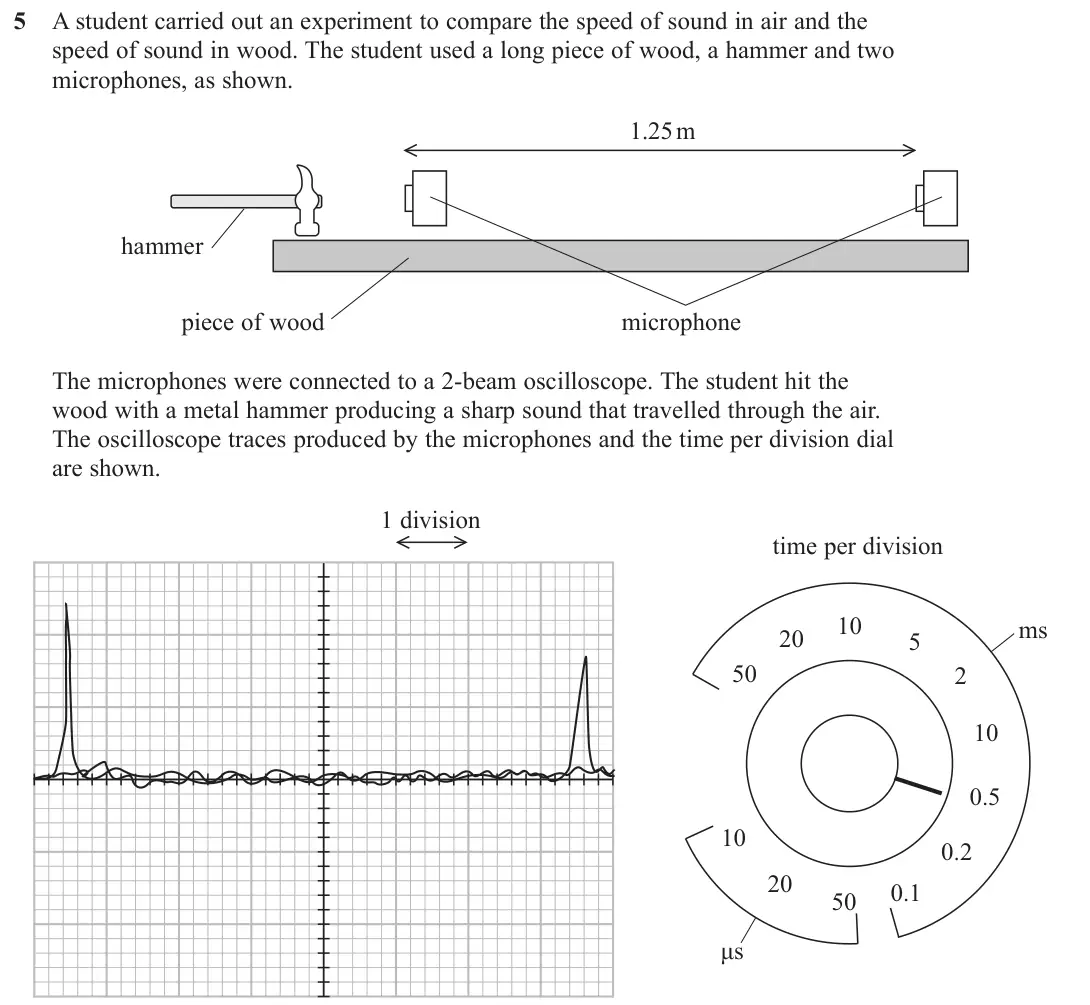 5 A student carried out an experiment to compare the speed of sound in air and the
speed of sound in wood. The student used a long piece of wood, a hammer and two
microphones, as shown.
1.25 m
hammer
piece of wood
microphone
The microphones were connected to a 2-beam oscilloscope. The student hit the
wood with a metal hammer producing a sharp sound that travelled through the air.
The oscilloscope traces produced by the microphones and the time per division dial
are shown.
1 division
time per division
ms
50
20
10
5
2
10
0.5
0.2
0.1
50
20
10
μs